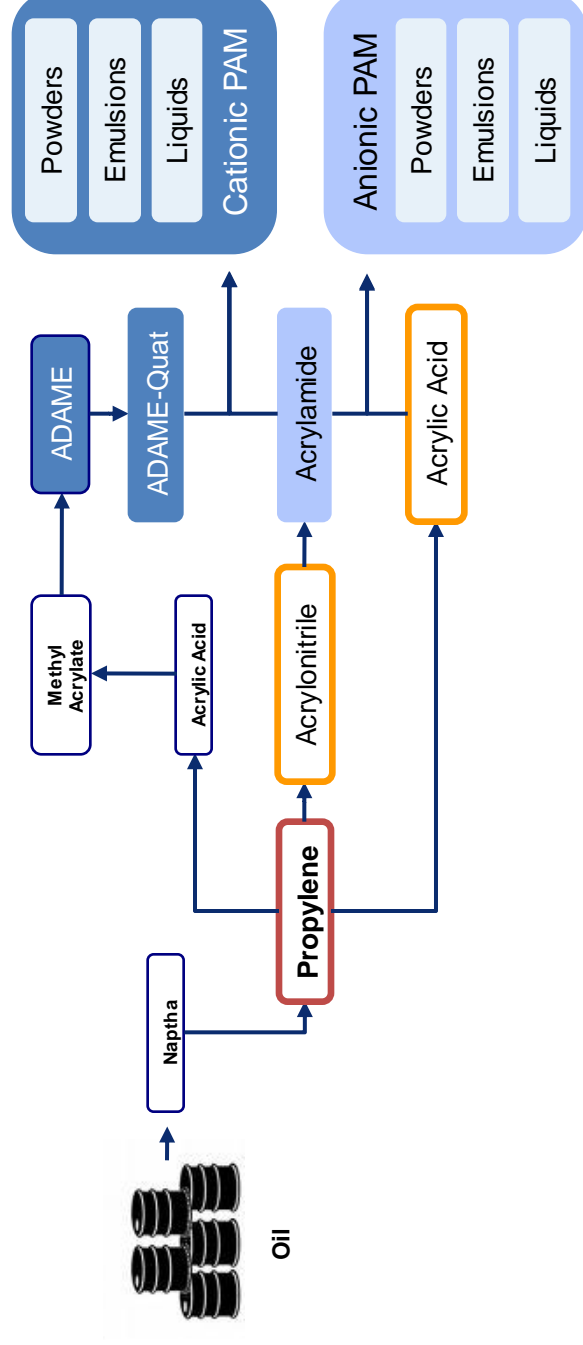 Oil
Naptha
Propylene
Acrylic Acid
Methyl
Acrylate
Acrylonitrile
Acrylic Acid
ADAME
ADAME-Quat
Acrylamide
Powders
Emulsions
Liquids
Cationic PAM
Anionic PAM
Powders
Emulsions
Liquids